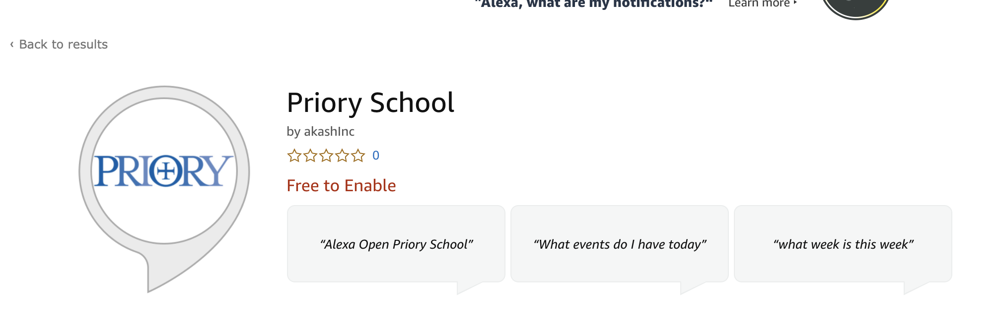 "Alexa, what are my notifications?" Learn more ▸
‹ Back to results
PRIORY
Priory School
by akashInc
0
Free to Enable
“Alexa Open Priory School”
“What events do I have today”
“what week is this week”